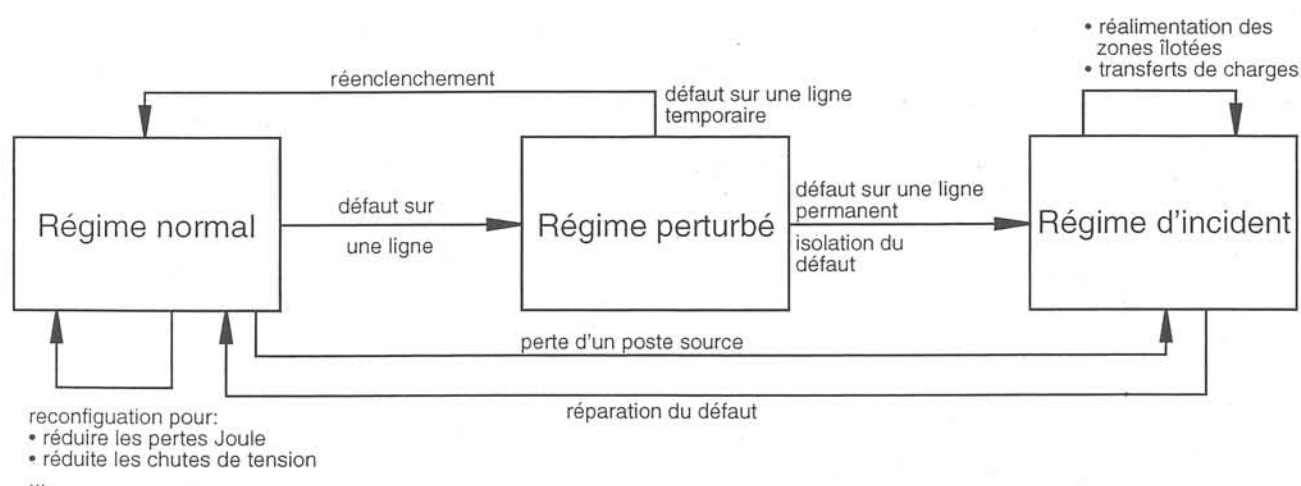 • réalimentation des
zones îlotées
• transferts de charges
réenclenchement
défaut sur une ligne
temporaire
Régime normal
défaut sur
une ligne
Régime perturbé
défaut sur une ligne
permanent
isolation du
défaut
Régime d'incident
perte d'un poste source
réparation du défaut
reconfiguation pour:
• réduire les pertes Joule
• réduite les chutes de tension
...